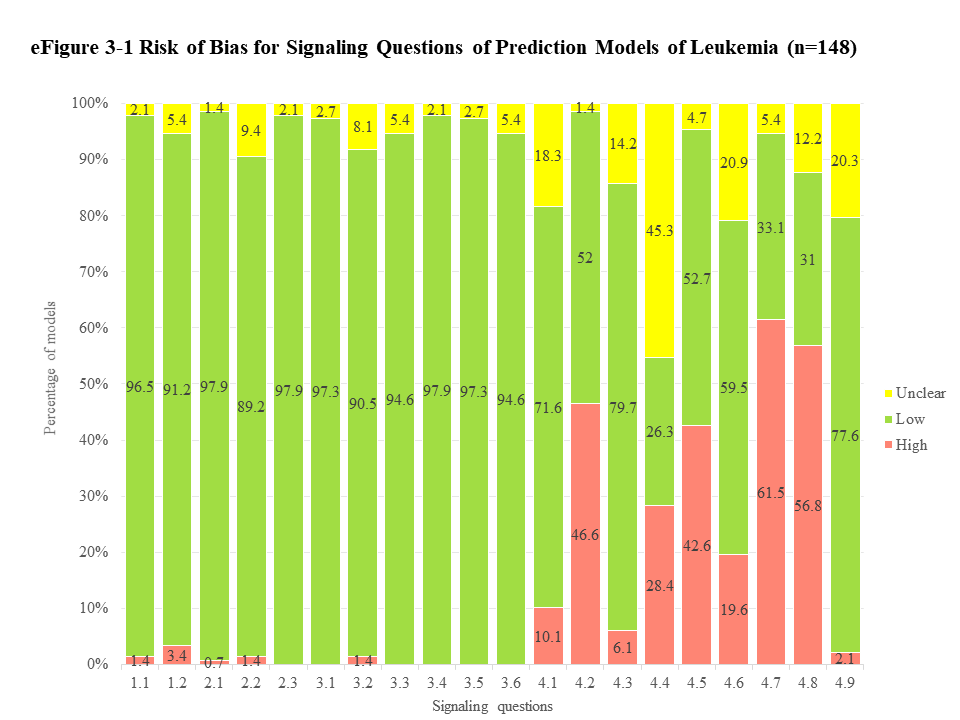 eFigure 3-1 Risk of Bias for Signaling Questions of Prediction Models of Leukemia (n=148)
100%
90%
80%
70%
60%
50%
40%
30%
20%
10%
0%
Percentage of models
2.1 5.4 1.4 9.4 2.1 2.7 8.1 5.4 2.1 2.7 5.4 18.3 1.4 14.2 45.3 4.7 20.9 5.4 12.2 20.3
96.5 91.2 97.9 89.2 97.9 97.3 90.5 94.6 97.9 97.3 94.6 71.6 52 79.7 26.3 52.7 59.5 33.1 31 77.6
1.4 3.4 0.7 1.4 1.4 10.1 46.6 6.1 28.4 42.6 19.6 61.5 56.8 2.1
1.1 1.2 2.1 2.2 2.3 3.1 3.2 3.3 3.4 3.5 3.6 4.1 4.2 4.3 4.4 4.5 4.6 4.7 4.8 4.9
Signaling questions
Unclear
Low
High